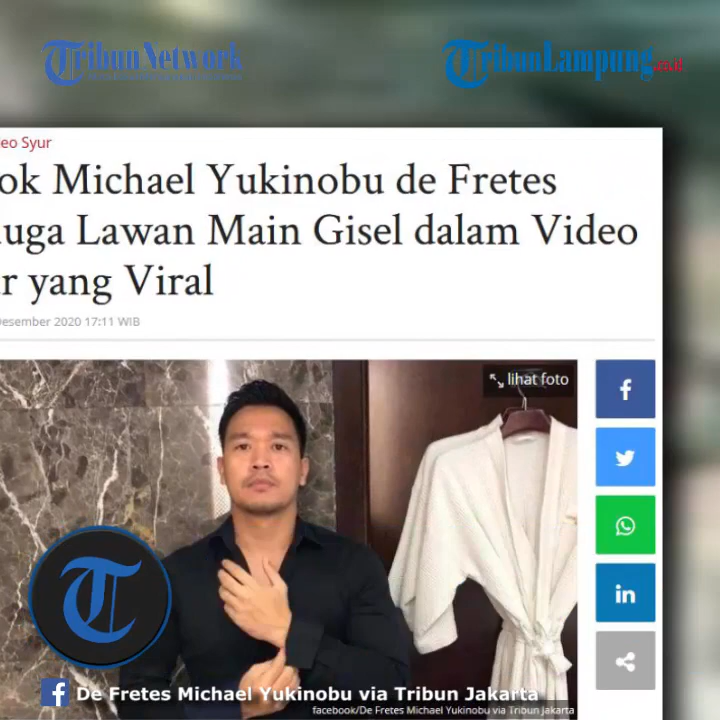 TribunNetwork
TribunLampung.co.id
eo Syur
ok Michael Yukinobu de Fretes
uga Lawan Main Gisel dalam Video
r yang Viral
esember 2020 17:11 WIB
lihat foto
De Fretes Michael Yukinobu via Tribun Jakarta
facebook/De Fretes Michael Yukinobu via Tribun Jakarta